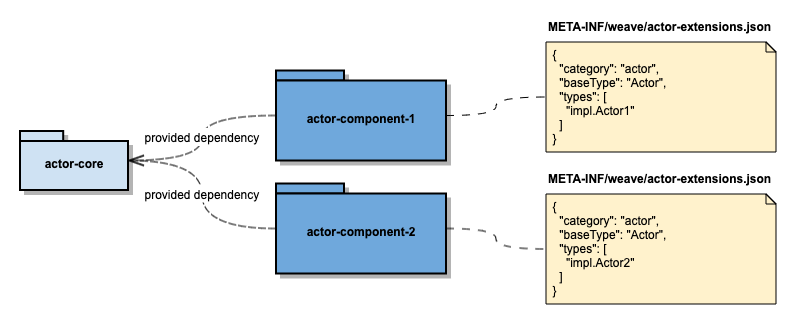 META-INF/weave/actor-extensions.json
{
"category": "actor",
"baseType": "Actor",
"types": [
"impl.Actor1"
]
}
actor-component-1
provided dependency
actor-core
provided dependency
actor-component-2
META-INF/weave/actor-extensions.json
{
"category": "actor",
"baseType": "Actor",
"types": [
"impl.Actor2"
]
}